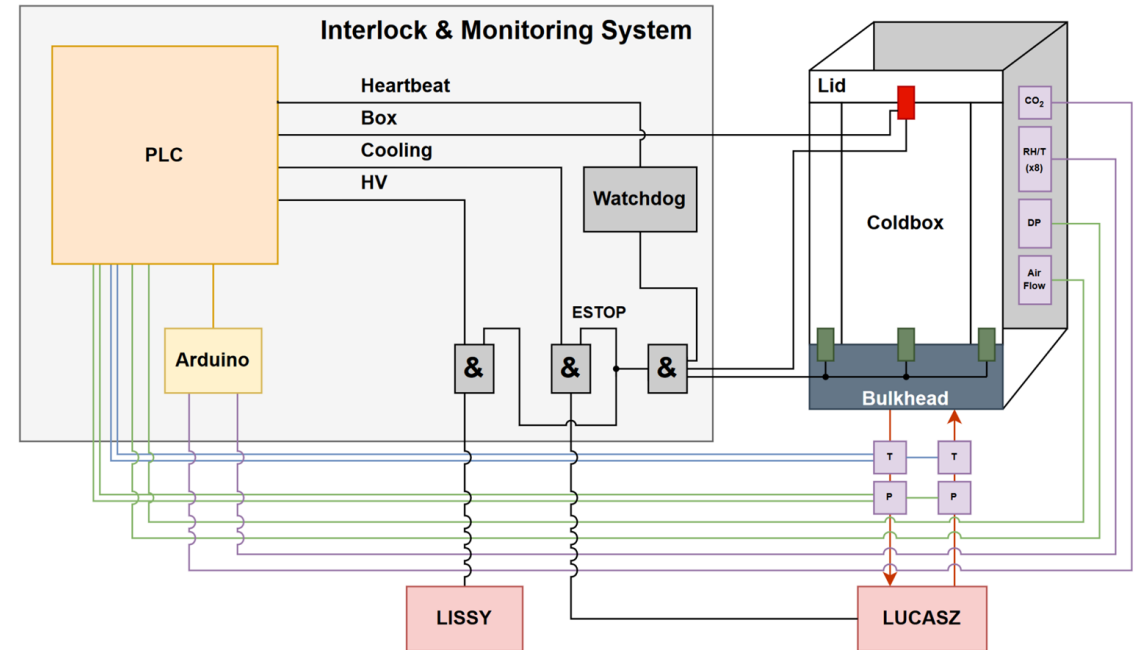 Interlock & Monitoring System
PLC
Heartbeat
Box
Cooling
HV
Watchdog
ESTOP
Arduino
&
&
&
Lid
Coldbox
CO₂
RH/T
(x8)
DP
Air
Flow
Bulkhead
T
T
P
P
LISSY
LUCASZ